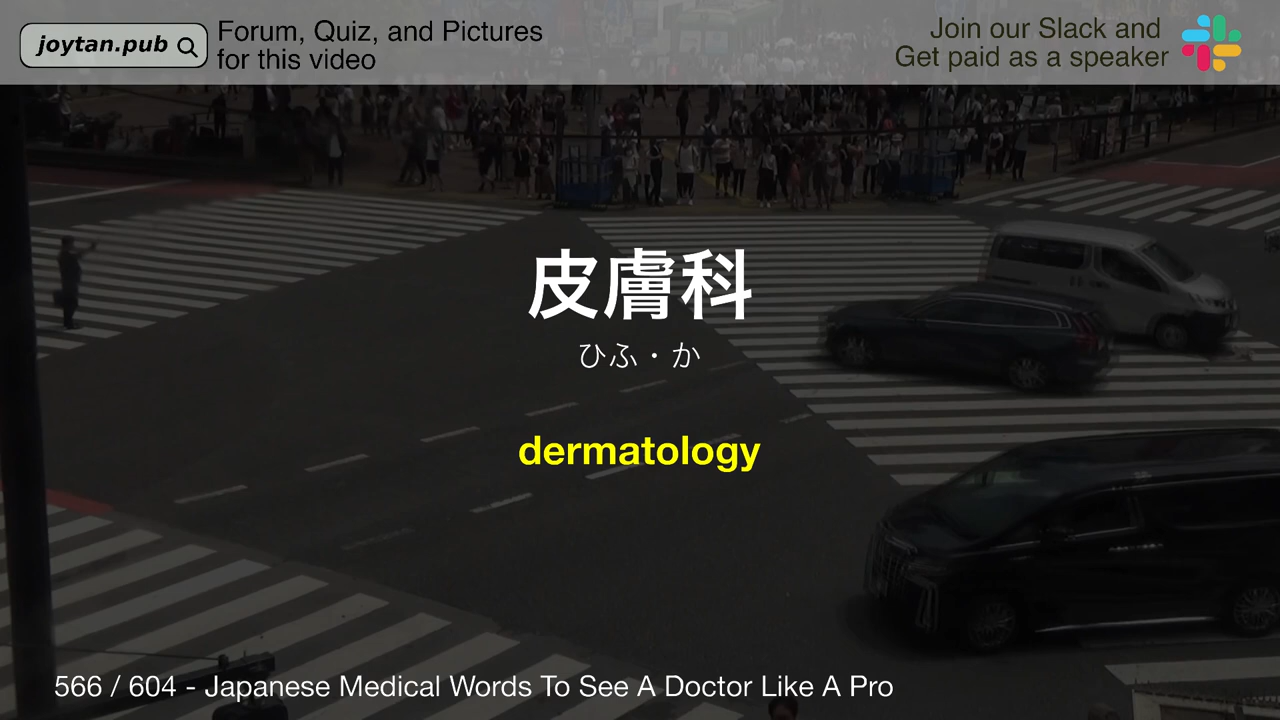 joytan.pub
Forum, Quiz, and Pictures
for this video
Join our Slack and
Get paid as a speaker
皮膚科
ひふ・か
dermatology
566 / 604 - Japanese Medical Words To See A Doctor Like A Pro